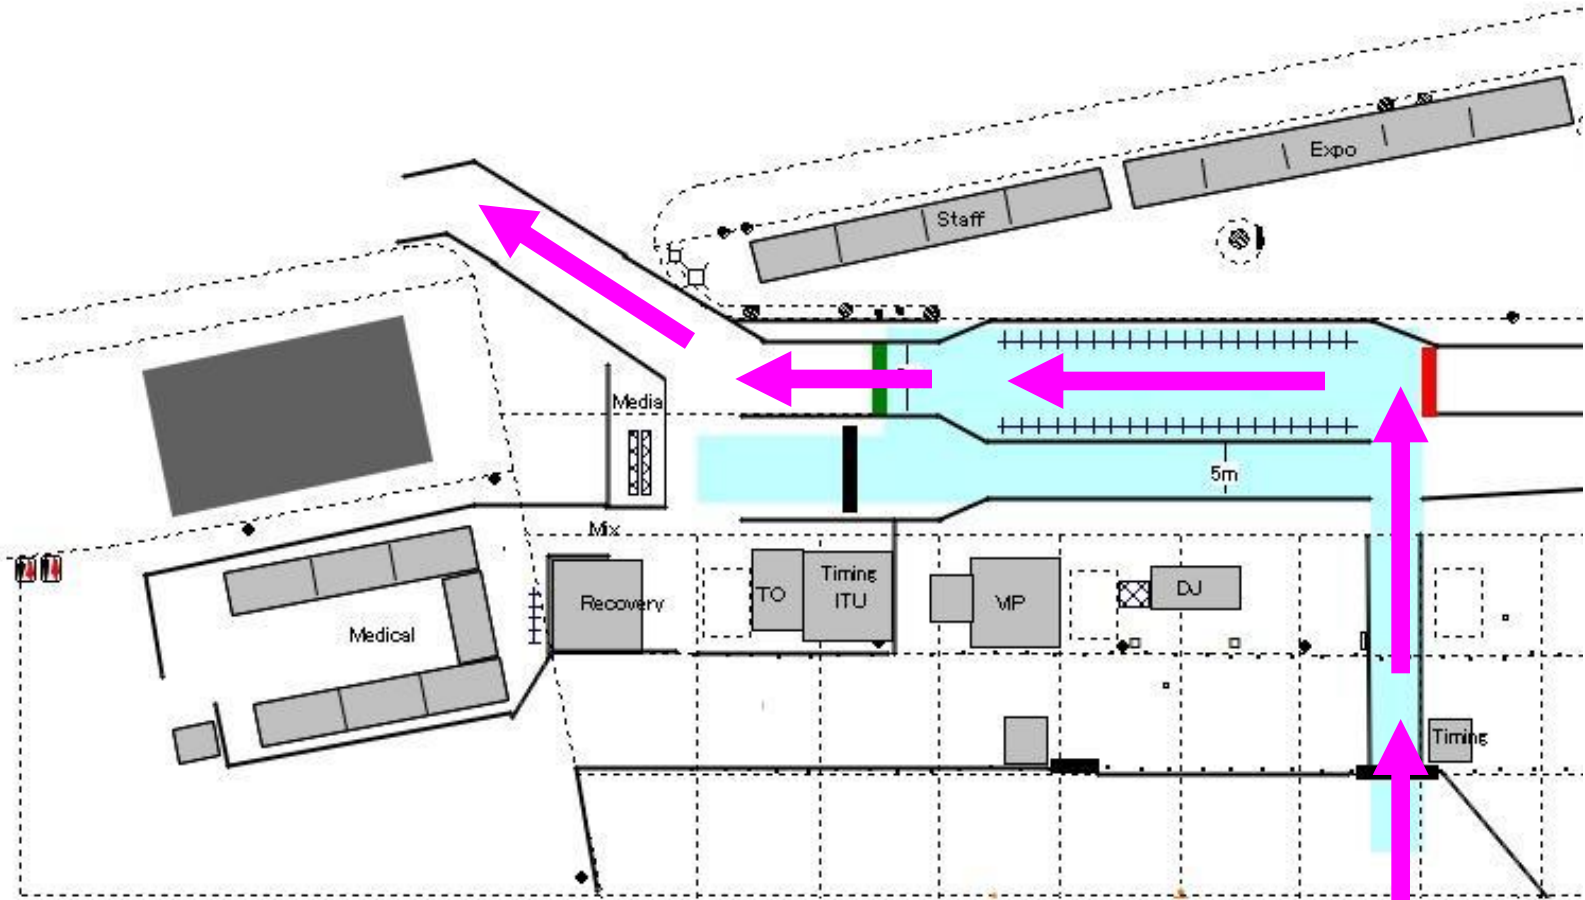 Expo
Staff
Media
5m
Mix
Timing
ITU
TO
DJ
Recovery
VIP
Medical
Timing